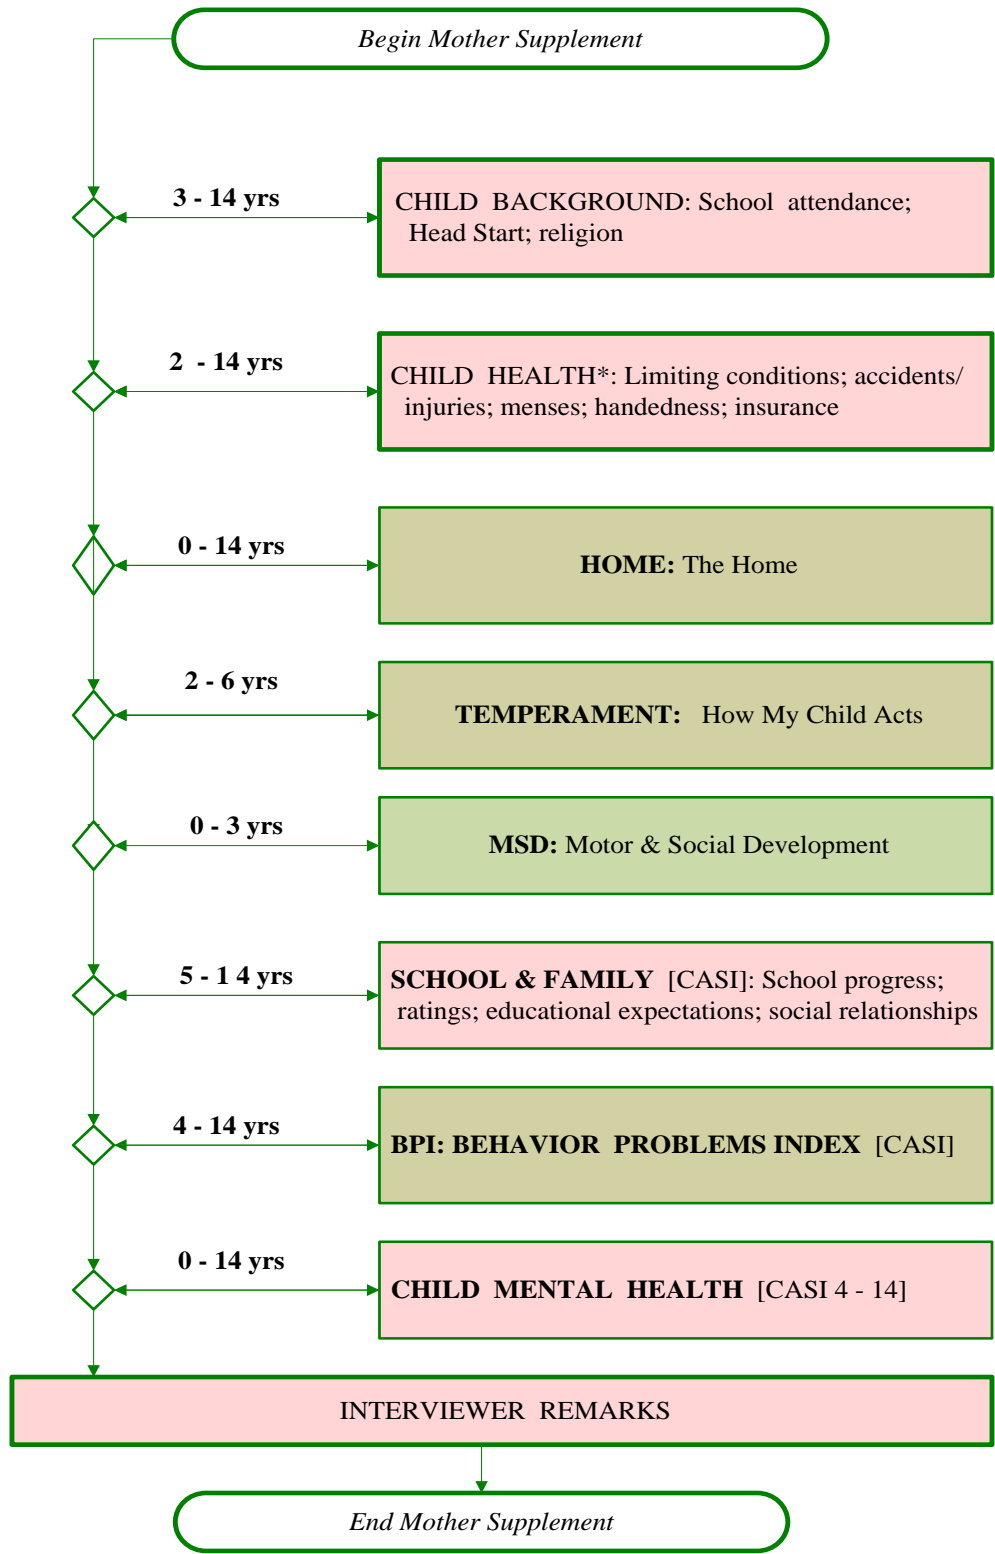 Begin Mother Supplement
3 - 14 yrs
CHILD BACKGROUND: School attendance;
Head Start; religion
2 - 14 yrs
CHILD HEALTH*: Limiting conditions; accidents/
injuries; menses; handedness; insurance
0 - 14 yrs
HOME: The Home
2 - 6 yrs
TEMPERAMENT: How My Child Acts
0 - 3 yrs
MSD: Motor & Social Development
5 - 1 4 yrs
SCHOOL & FAMILY [CASI]: School progress;
ratings; educational expectations; social relationships
4 - 14 yrs
BPI: BEHAVIOR PROBLEMS INDEX [CASI]
0 - 14 yrs
CHILD MENTAL HEALTH [CASI 4 - 14]
INTERVIEWER REMARKS
End Mother Supplement